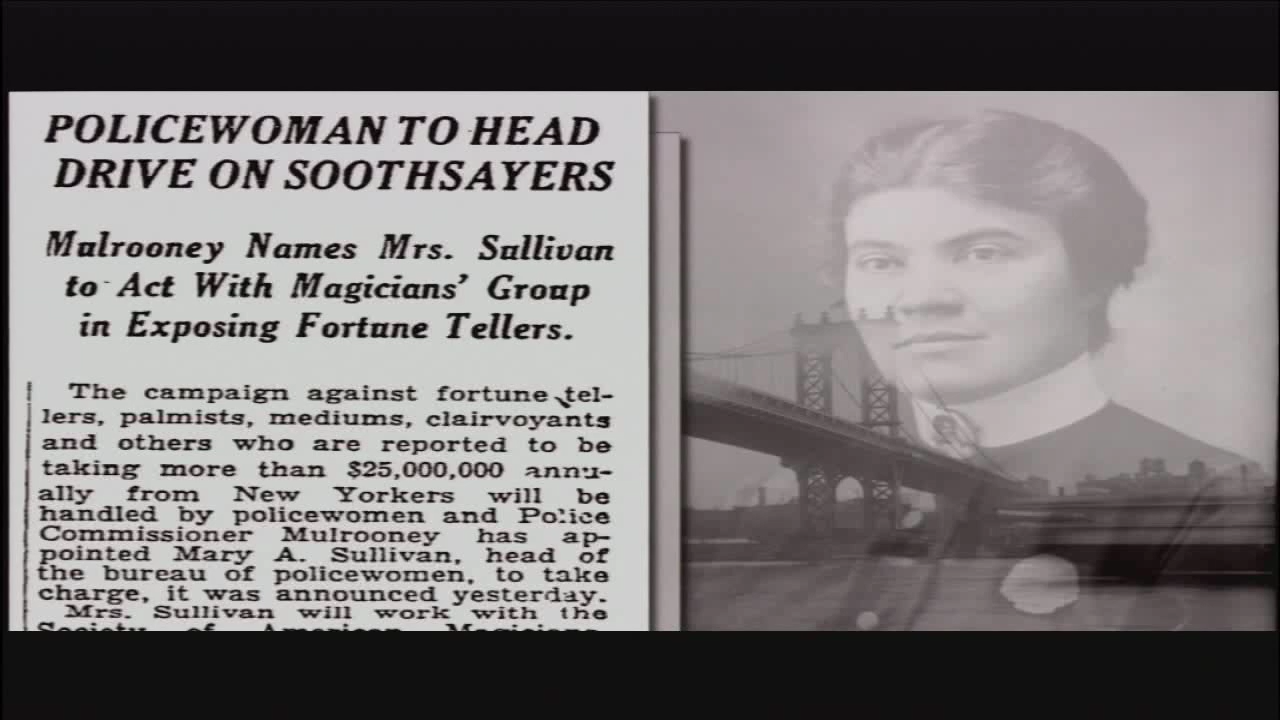 POLICEWOMAN TO HEAD
DRIVE ON SOOTHSAYERS
Mulrooney Names Mrs. Sullivan
to Act With Magicians' Group
in Exposing Fortune Tellers.
The campaign against fortune tel-
lers, palmists, mediums, clairvoyants
and others who are reported to be
taking more than $25,000,000 annu-
ally from New Yorkers will be
handled by policewomen and Police
Commissioner Mulrooney has ap-
pointed Mary A. Sullivan, head of
the bureau of policewomen, to take
charge, it was announced yesterday.
Mrs. Sullivan will work with the
Society of American Magicians